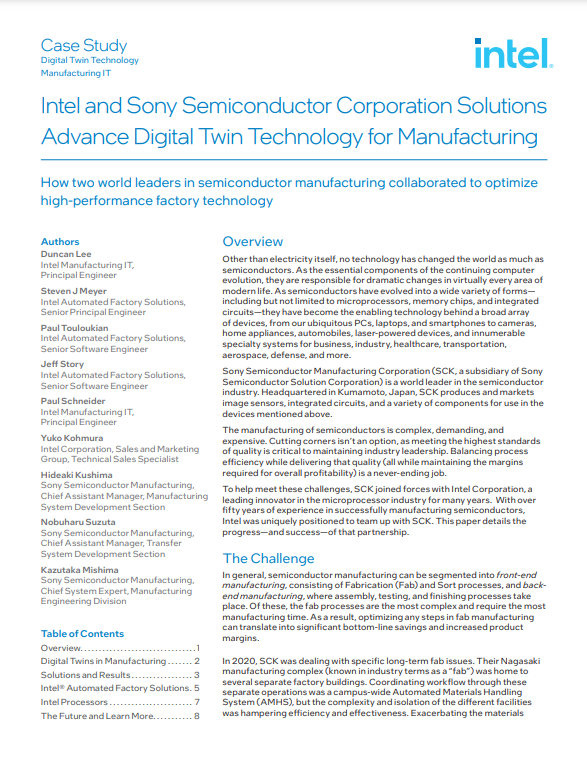 Case Study
Digital Twin Technology
Manufacturing IT
intel®
Intel and Sony Semiconductor Corporation Solutions
Advance Digital Twin Technology for Manufacturing
How two world leaders in semiconductor manufacturing collaborated to optimize
high-performance factory technology
Authors
Duncan Lee
Intel Manufacturing IT,
Principal Engineer
Steven J Meyer
Intel Automated Factory Solutions,
Senior Principal Engineer
Paul Touloukian
Intel Automated Factory Solutions,
Senior Software Engineer
Jeff Story
Intel Automated Factory Solutions,
Senior Software Engineer
Paul Schneider
Intel Manufacturing IT,
Principal Engineer
Yuko Kohmura
Intel Corporation, Sales and Marketing
Group, Technical Sales Specialist
Hideaki Kushima
Sony Semiconductor Manufacturing,
Chief Assistant Manager, Manufacturing
System Development Section
Nobuharu Suzuta
Sony Semiconductor Manufacturing,
Chief Assistant Manager, Transfer
System Development Section
Kazutaka Mishima
Sony Semiconductor Manufacturing,
Chief System Expert, Manufacturing
Engineering Division
Table of Contents
Overview...............................1
Digital Twins in Manufacturing ...... 2
Solutions and Results ............... 3
Intel® Automated Factory Solutions. 5
Intel Processors ..................... 7
The Future and Learn More.......... 8
Overview
Other than electricity itself, no technology has changed the world as much as
semiconductors. As the essential components of the continuing computer
evolution, they are responsible for dramatic changes in virtually every area of
modern life. As semiconductors have evolved into a wide variety of forms—
including but not limited to microprocessors, memory chips, and integrated
circuits—they have become the enabling technology behind a broad array
of devices, from our ubiquitous PCs, laptops, and smartphones to cameras,
home appliances, automobiles, laser-powered devices, and innumerable
specialty systems for business, industry, healthcare, transportation,
aerospace, defense, and more.
Sony Semiconductor Manufacturing Corporation (SCK, a subsidiary of Sony
Semiconductor Solution Corporation) is a world leader in the semiconductor
industry. Headquartered in Kumamoto, Japan, SCK produces and markets
image sensors, integrated circuits, and a variety of components for use in the
devices mentioned above.
The manufacturing of semiconductors is complex, demanding, and
expensive. Cutting corners isn't an option, as meeting the highest standards
of quality is critical to maintaining industry leadership. Balancing process
efficiency while delivering that quality (all while maintaining the margins
required for overall profitability) is a never-ending job.
To help meet these challenges, SCK joined forces with Intel Corporation, a
leading innovator in the microprocessor industry for many years. With over
fifty years of experience in successfully manufacturing semiconductors,
Intel was uniquely positioned to team up with SCK. This paper details the
progress—and success—of that partnership.
The Challenge
In general, semiconductor manufacturing can be segmented into front-end
manufacturing, consisting of Fabrication (Fab) and Sort processes, and back-
end manufacturing, where assembly, testing, and finishing processes take
place. Of these, the fab processes are the most complex and require the most
manufacturing time. As a result, optimizing any steps in fab manufacturing
can translate into significant bottom-line savings and increased product
margins.
In 2020, SCK was dealing with specific long-term fab issues. Their Nagasaki
manufacturing complex (known in industry terms as a "fab") was home to
several separate factory buildings. Coordinating workflow through these
separate operations was a campus-wide Automated Materials Handling
System (AMHS), but the complexity and isolation of the different facilities
was hampering efficiency and effectiveness. Exacerbating the materials